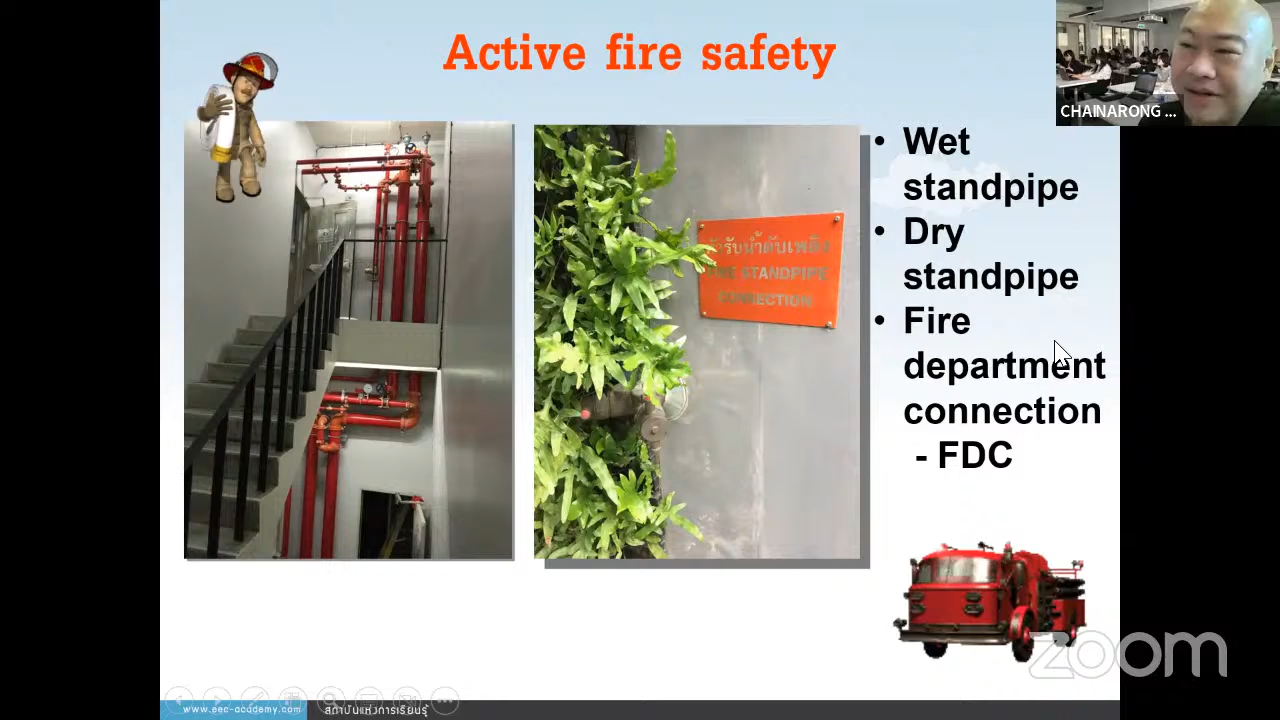 Active fire safety
CHAINARONG ...
• Wet
standpipe
• Dry
standpipe
• Fire
department
connection
- FDC
หัวรับน้ำดับเพลิง
FIRE STANDPIPE
CONNECTION
zoom
www.eec-academy.com
สถาบันแห่งการเรียนรู้